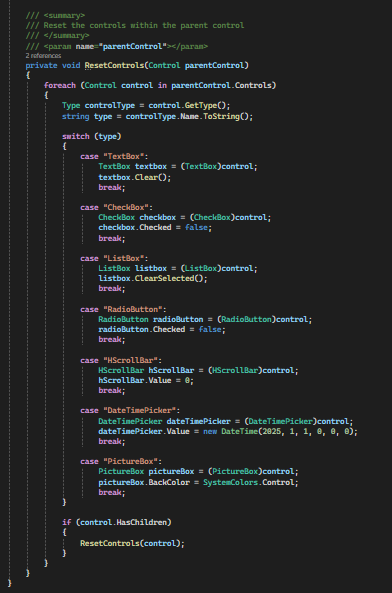 /// <summary>
/// Reset the controls within the parent control
/// </summary>
/// <param name="parentControl"></param>
2 references
private void ResetControls(Control parentControl)
{
foreach (Control control in parentControl.Controls)
{
Type controlType = control.GetType();
string type = controlType.Name.ToString();
switch (type)
{
case "TextBox":
TextBox textbox = (TextBox)control;
textbox.Clear();
break;
case "CheckBox":
CheckBox checkbox = (CheckBox)control;
checkbox.Checked = false;
break;
case "ListBox":
ListBox listbox = (ListBox)control;
listbox.ClearSelected();
break;
case "RadioButton":
RadioButton radioButton = (RadioButton)control;
radioButton.Checked = false;
break;
case "HScrollBar":
HScrollBar hScrollBar = (HScrollBar)control;
hScrollBar.Value = 0;
break;
case "DateTimePicker":
DateTimePicker dateTimePicker = (DateTimePicker)control;
dateTimePicker.Value = new DateTime(2025, 1, 1, 0, 0, 0);
break;
case "PictureBox":
PictureBox pictureBox = (PictureBox)control;
pictureBox.BackColor = SystemColors.Control;
break;
}
if (control.HasChildren)
{
ResetControls(control);
}
}
}
}